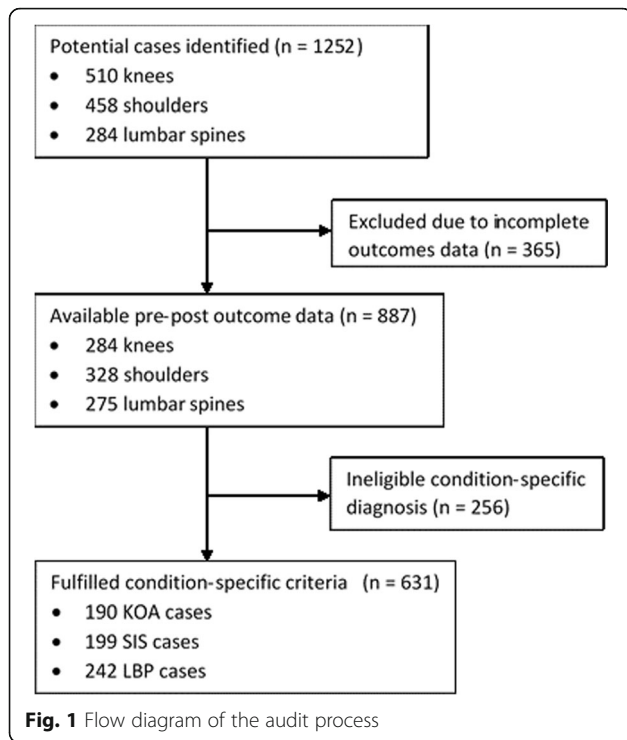 Potential cases identified (n = 1252)
• 510 knees
• 458 shoulders
• 284 lumbar spines
Excluded due to incomplete
outcomes data (n = 365)
Available pre-post outcome data (n = 887)
• 284 knees
• 328 shoulders
• 275 lumbar spines
Ineligible condition-specific
diagnosis (n = 256)
Fulfilled condition-specific criteria (n = 631)
• 190 KOA cases
• 199 SIS cases
• 242 LBP cases
Fig. 1 Flow diagram of the audit process